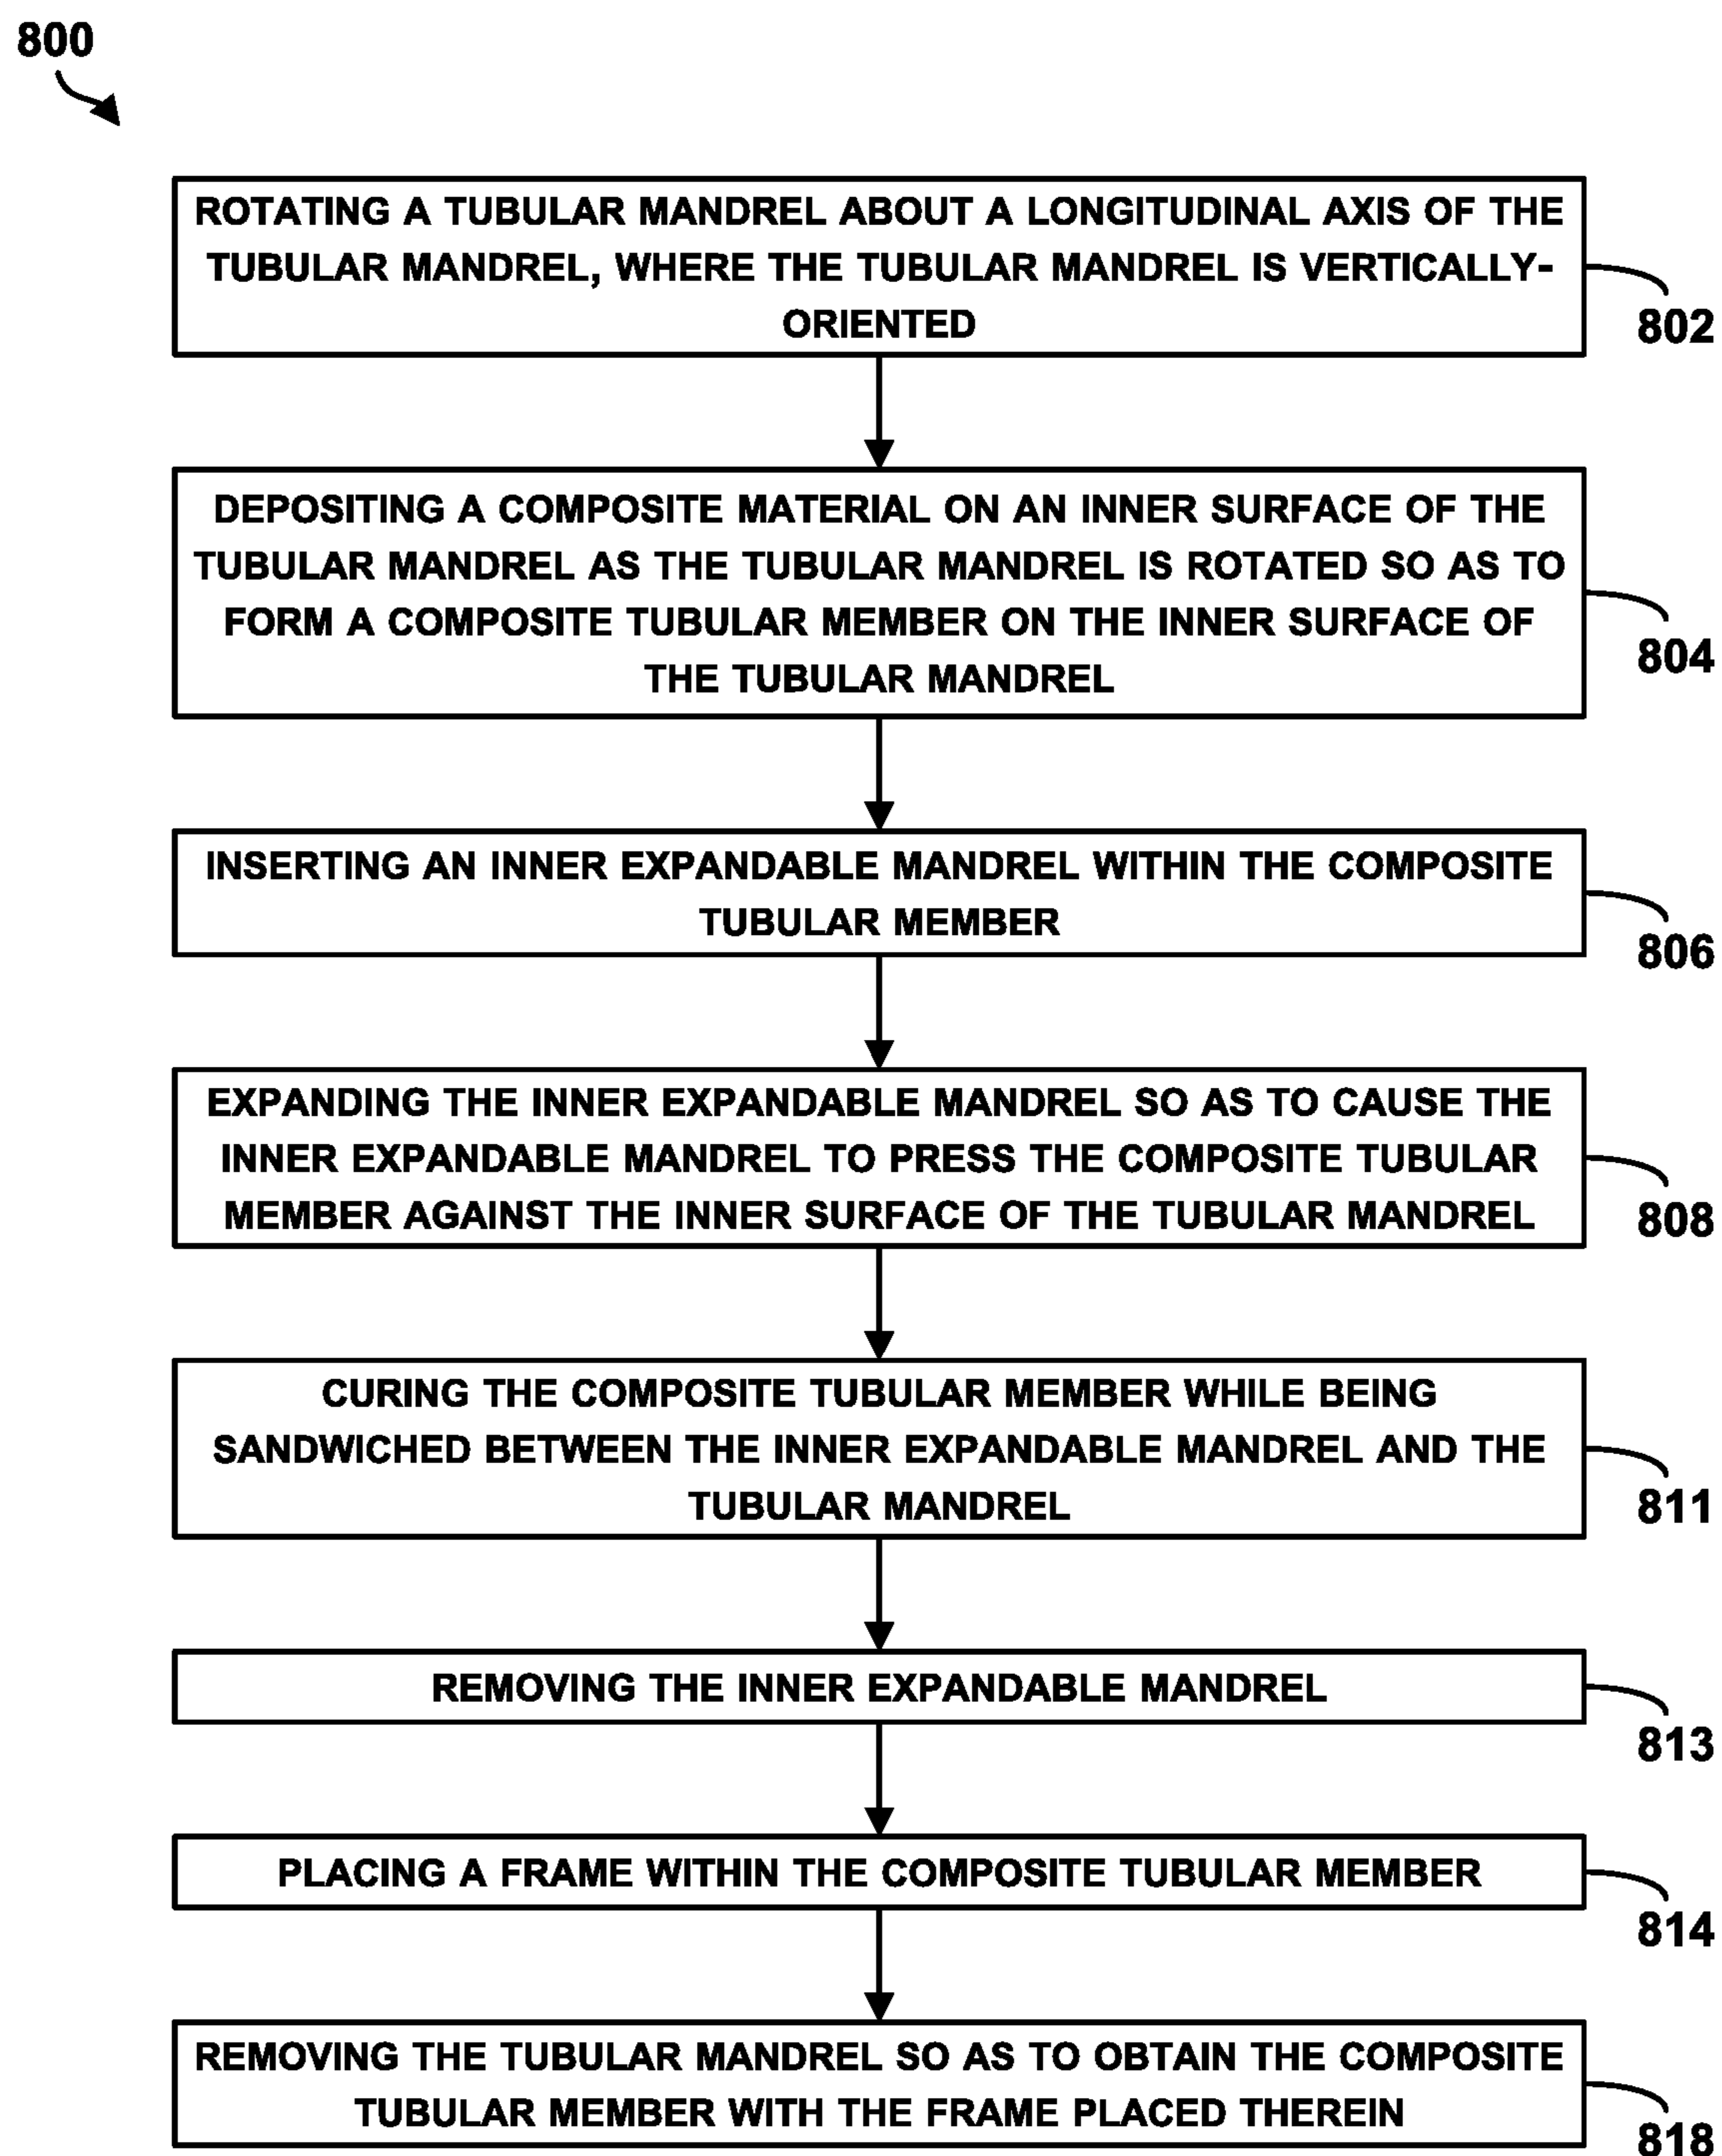 800
ROTATING A TUBULAR MANDREL ABOUT A LONGITUDINAL AXIS OF THE
TUBULAR MANDREL, WHERE THE TUBULAR MANDREL IS VERTICALLY-
ORIENTED
802
DEPOSITING A COMPOSITE MATERIAL ON AN INNER SURFACE OF THE
TUBULAR MANDREL AS THE TUBULAR MANDREL IS ROTATED SO AS TO
FORM A COMPOSITE TUBULAR MEMBER ON THE INNER SURFACE OF
THE TUBULAR MANDREL
804
INSERTING AN INNER EXPANDABLE MANDREL WITHIN THE COMPOSITE
TUBULAR MEMBER
806
EXPANDING THE INNER EXPANDABLE MANDREL SO AS TO CAUSE THE
INNER EXPANDABLE MANDREL TO PRESS THE COMPOSITE TUBULAR
MEMBER AGAINST THE INNER SURFACE OF THE TUBULAR MANDREL
808
CURING THE COMPOSITE TUBULAR MEMBER WHILE BEING
SANDWICHED BETWEEN THE INNER EXPANDABLE MANDREL AND THE
TUBULAR MANDREL
811
REMOVING THE INNER EXPANDABLE MANDREL
813
PLACING A FRAME WITHIN THE COMPOSITE TUBULAR MEMBER
814
REMOVING THE TUBULAR MANDREL SO AS TO OBTAIN THE COMPOSITE
TUBULAR MEMBER WITH THE FRAME PLACED THEREIN
818